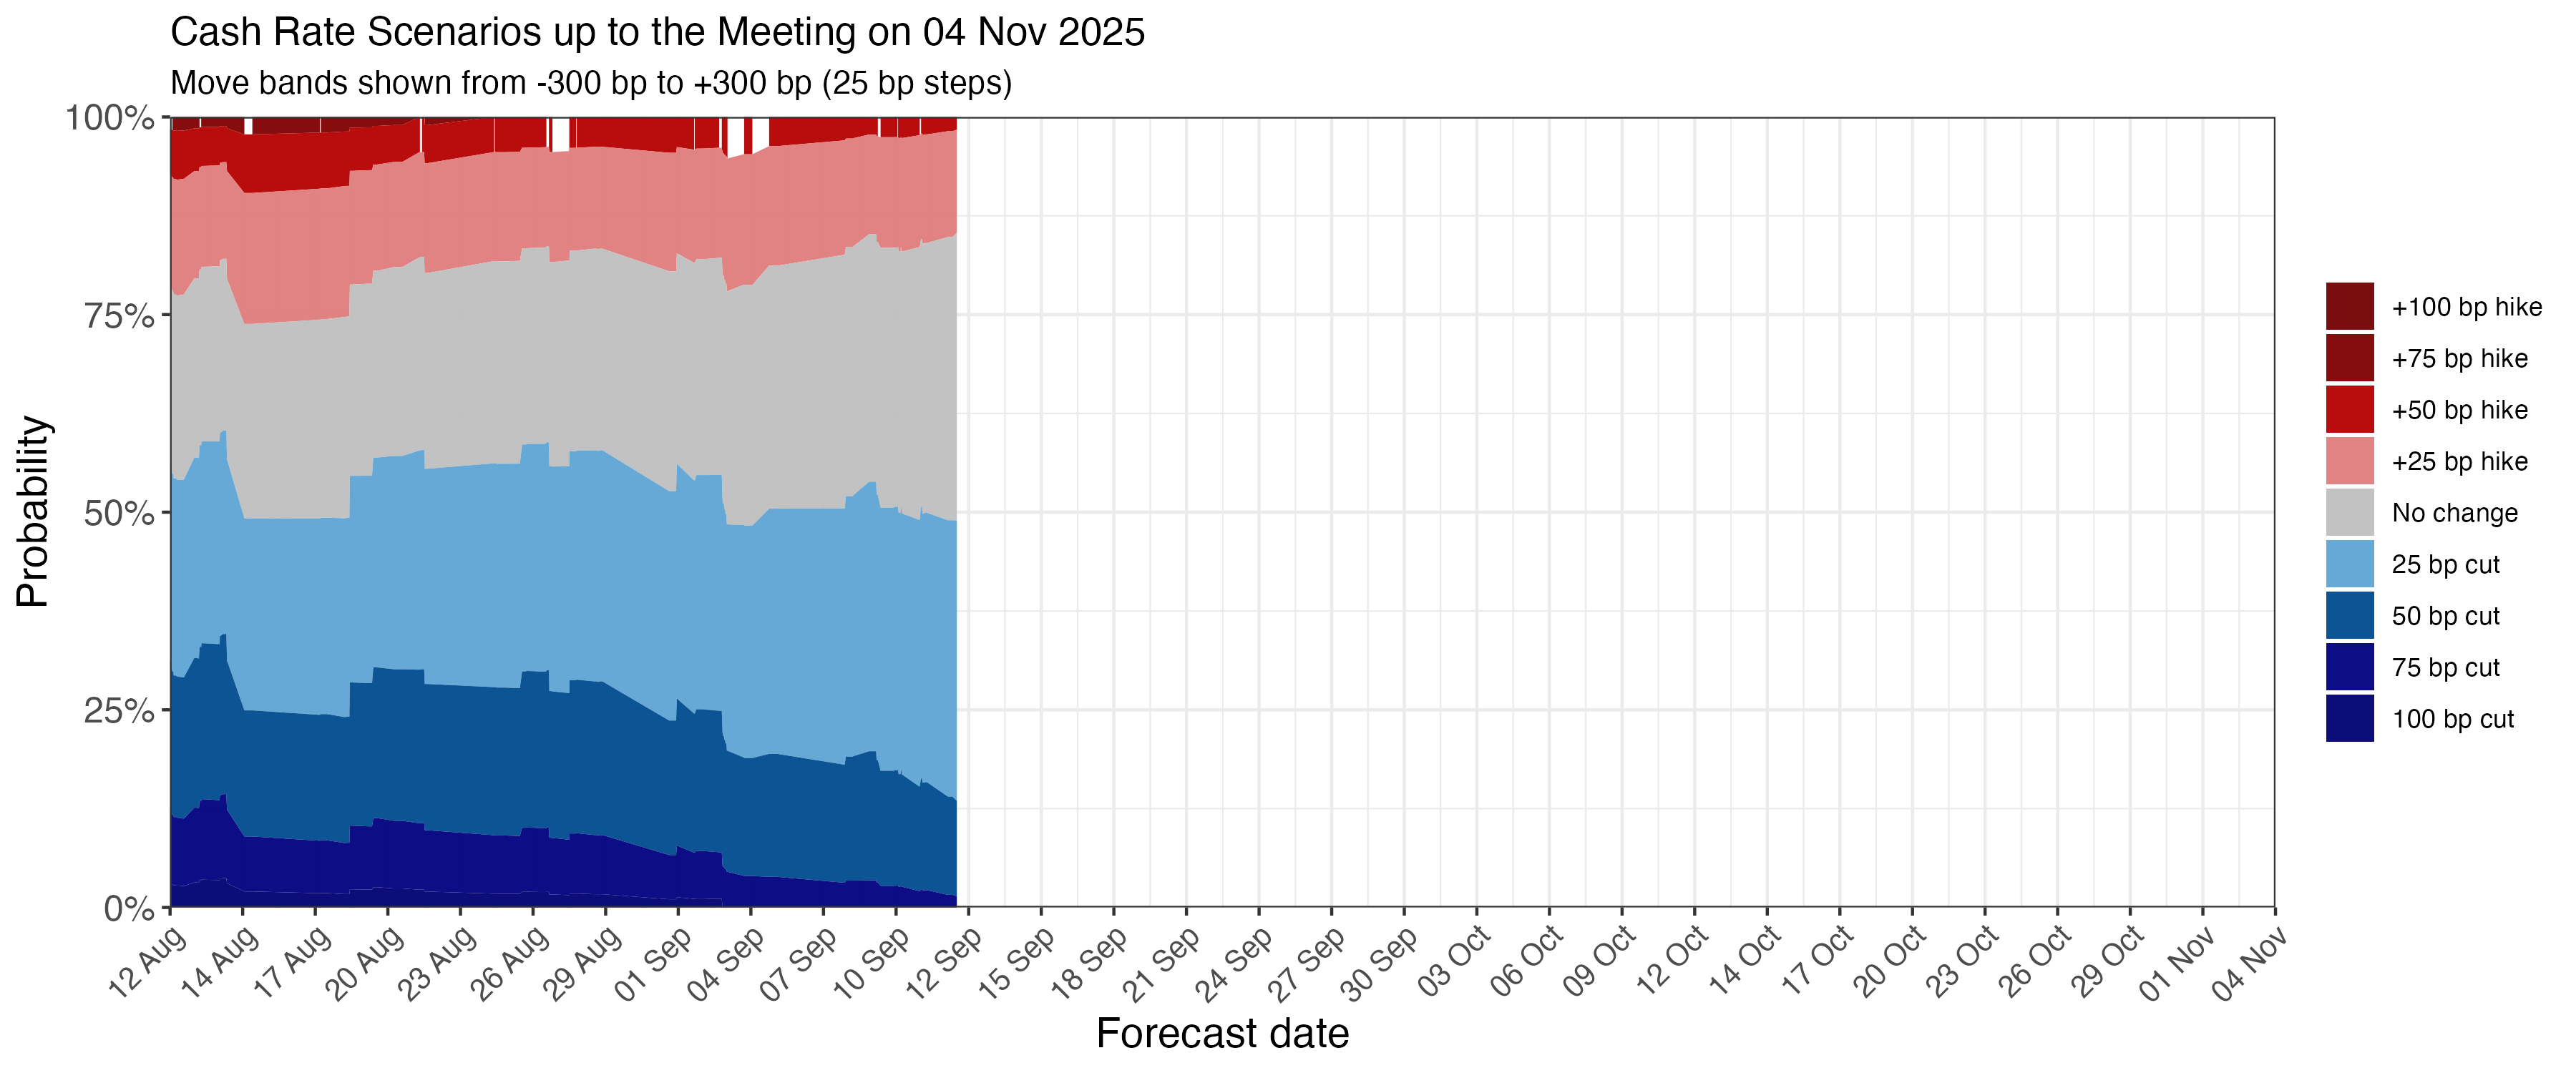 Cash Rate Scenarios up to the Meeting on 04 Nov 2025
Move bands shown from -300 bp to +300 bp (25 bp steps)
100%
75%
50%
25%
0%
Probability
12 Aug
14 Aug
17 Aug
20 Aug
23 Aug
26 Aug
29 Aug
01 Sep
04 Sep
07 Sep
10 Sep
12 Sep
15 Sep
18 Sep
21 Sep
24 Sep
27 Sep
30 Sep
03 Oct
06 Oct
09 Oct
12 Oct
14 Oct
17 Oct
20 Oct
23 Oct
26 Oct
29 Oct
01 Nov
04 Nov
Forecast date
+100 bp hike
+75 bp hike
+50 bp hike
+25 bp hike
No change
25 bp cut
50 bp cut
75 bp cut
100 bp cut